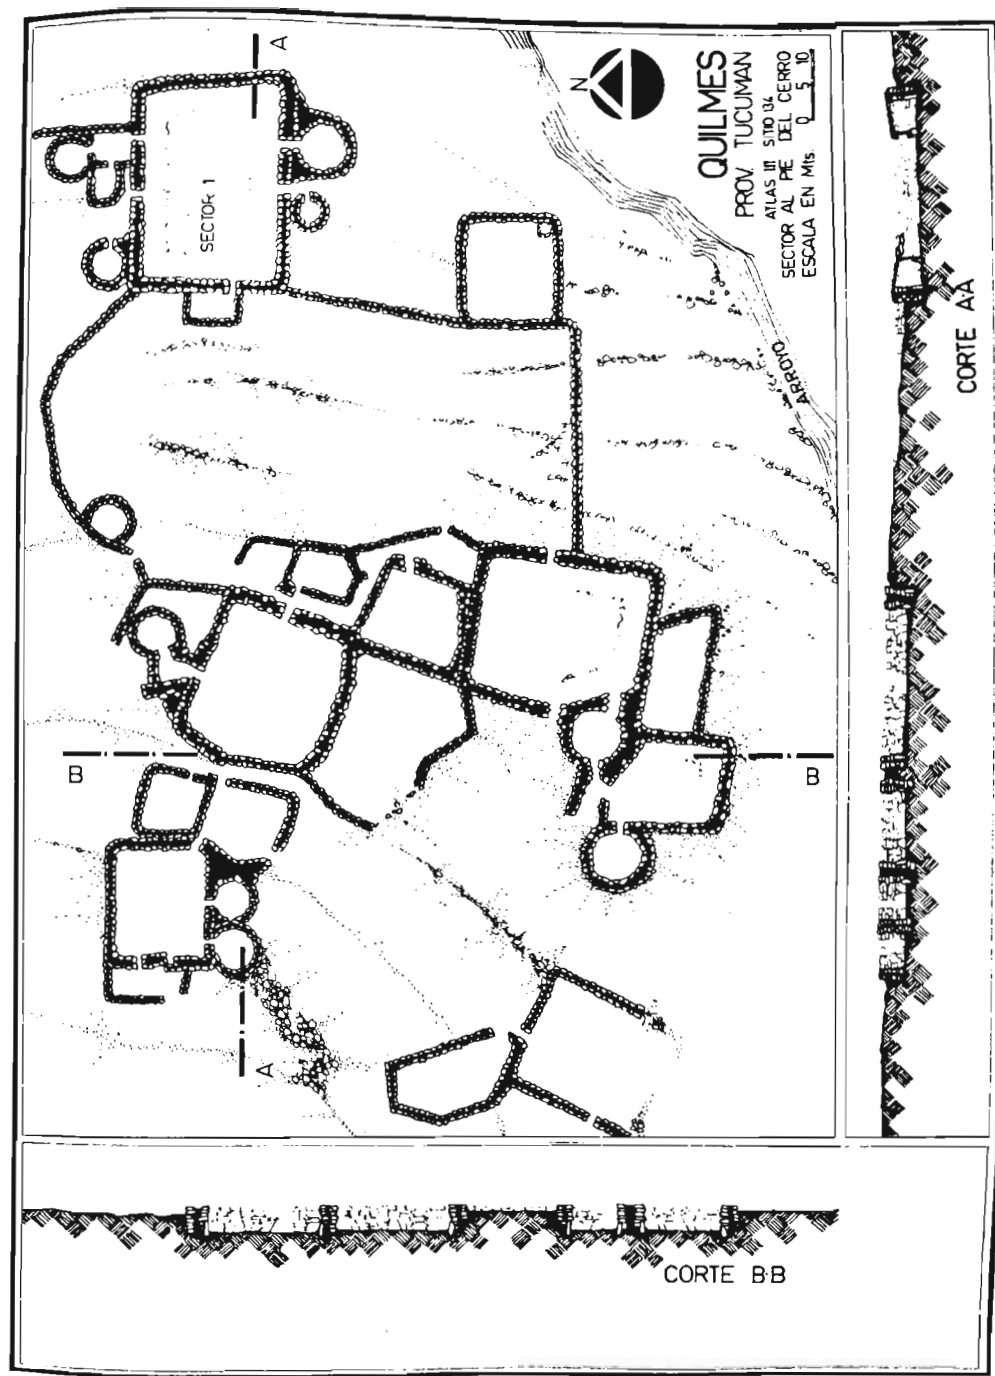 N
QUILMES
PROV. TUCUMAN
ATLAS III SITIO 134
SECTOR AL PIE DEL CERRO
ESCALA EN Mts. 0 5 10
A
SECTOR 1
ARROYO
B
B
A
CORTE A·A
CORTE B·B